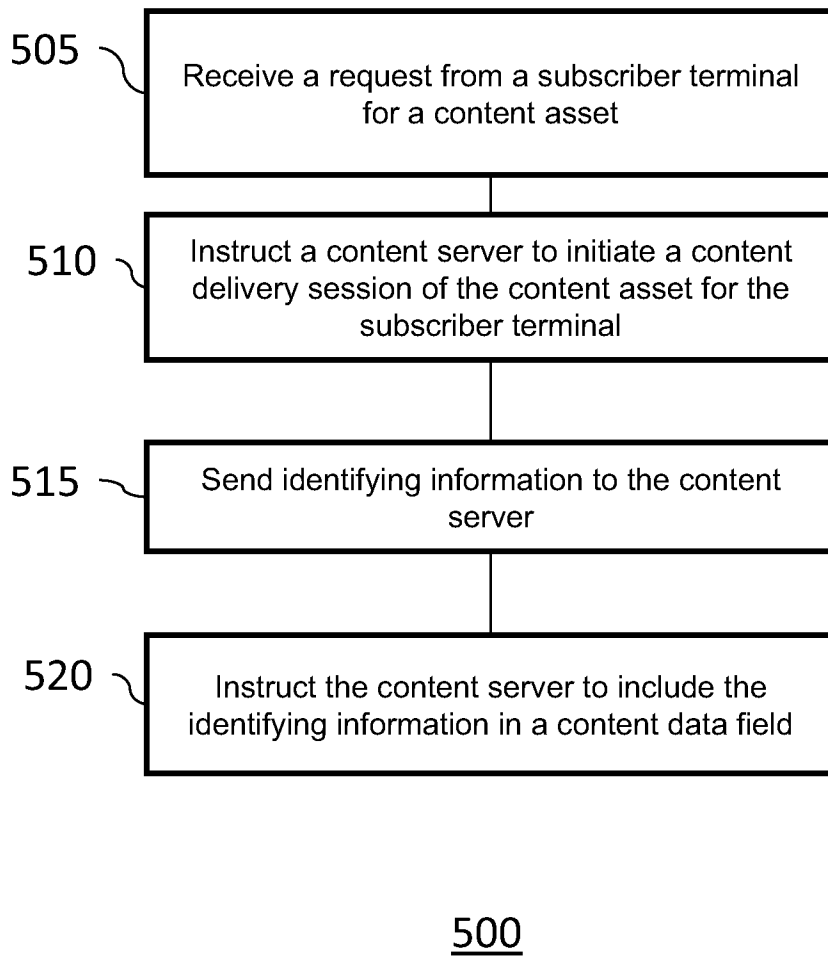 505
Receive a request from a subscriber terminal
for a content asset
510
Instruct a content server to initiate a content
delivery session of the content asset for the
subscriber terminal
515
Send identifying information to the content
server
520
Instruct the content server to include the
identifying information in a content data field
500